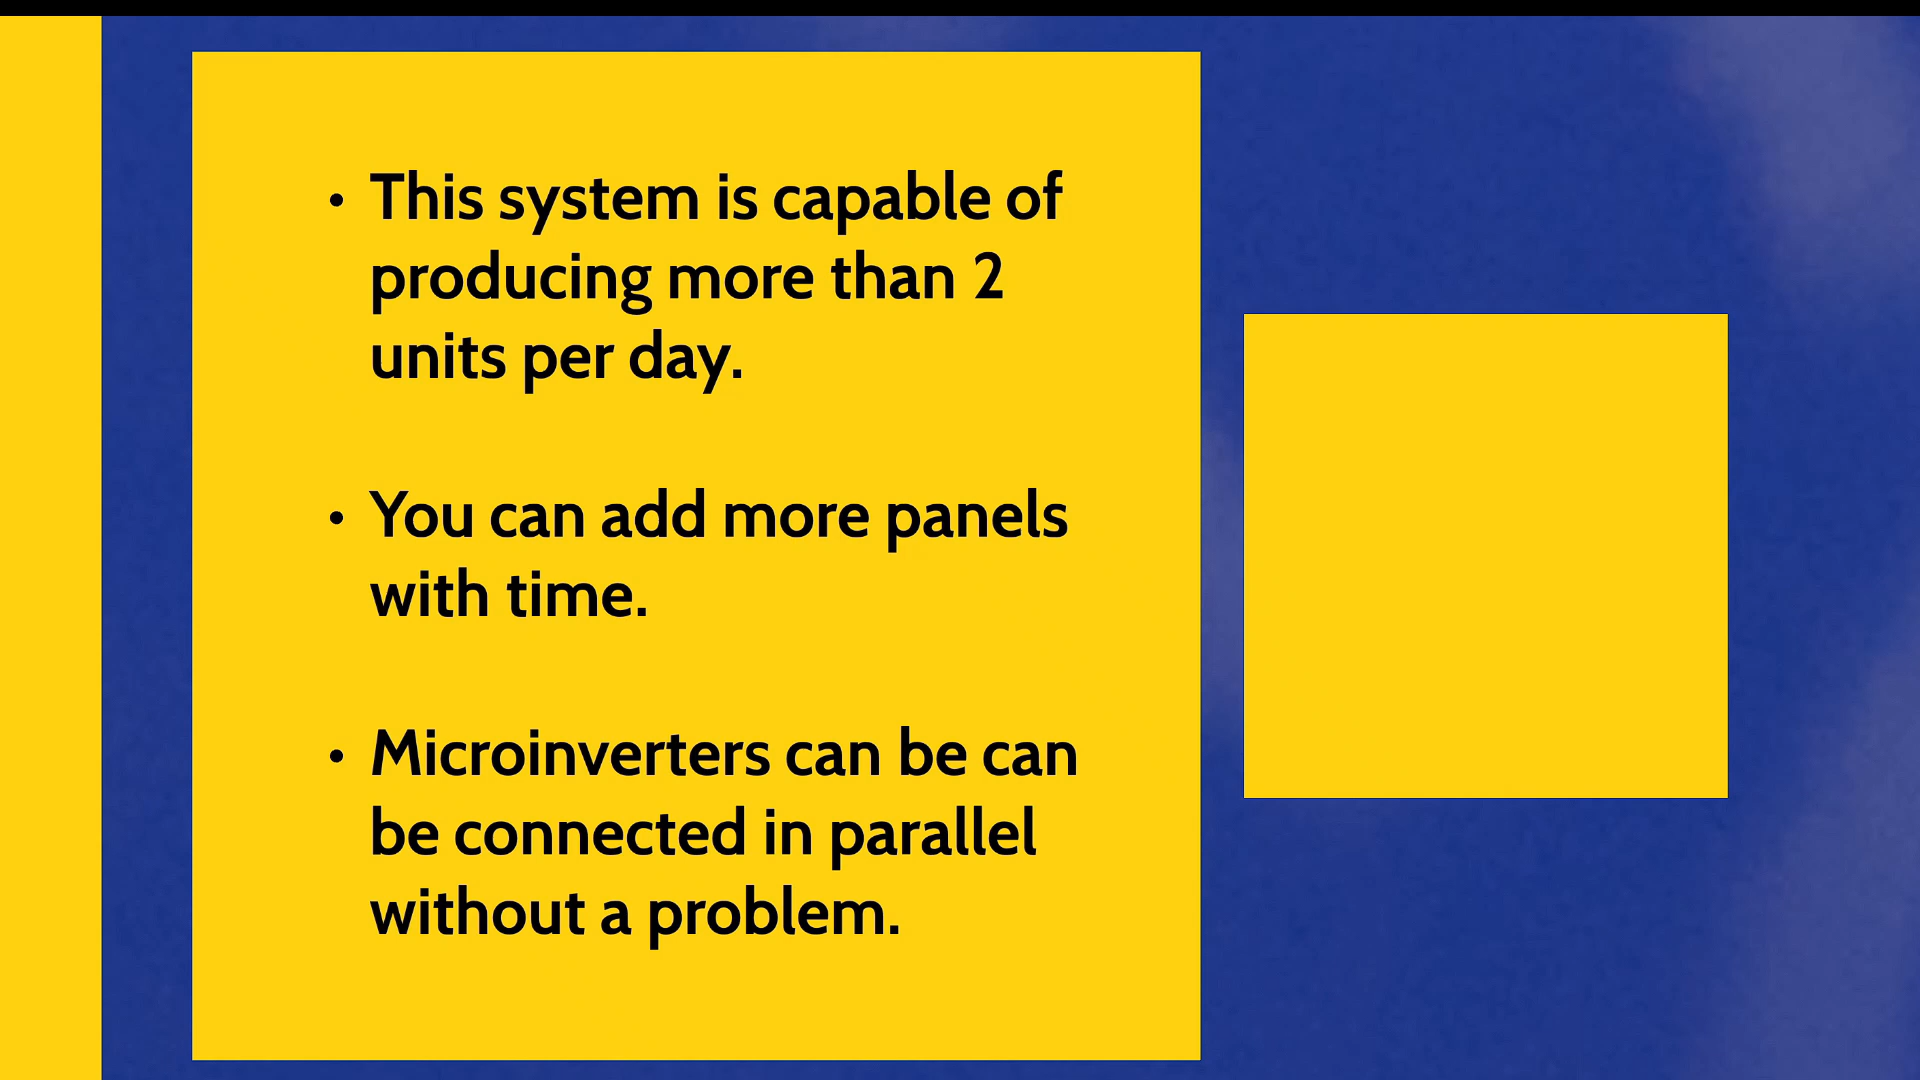 • This system is capable of
producing more than 2
units per day.
• You can add more panels
with time.
• Microinverters can be can
be connected in parallel
without a problem.